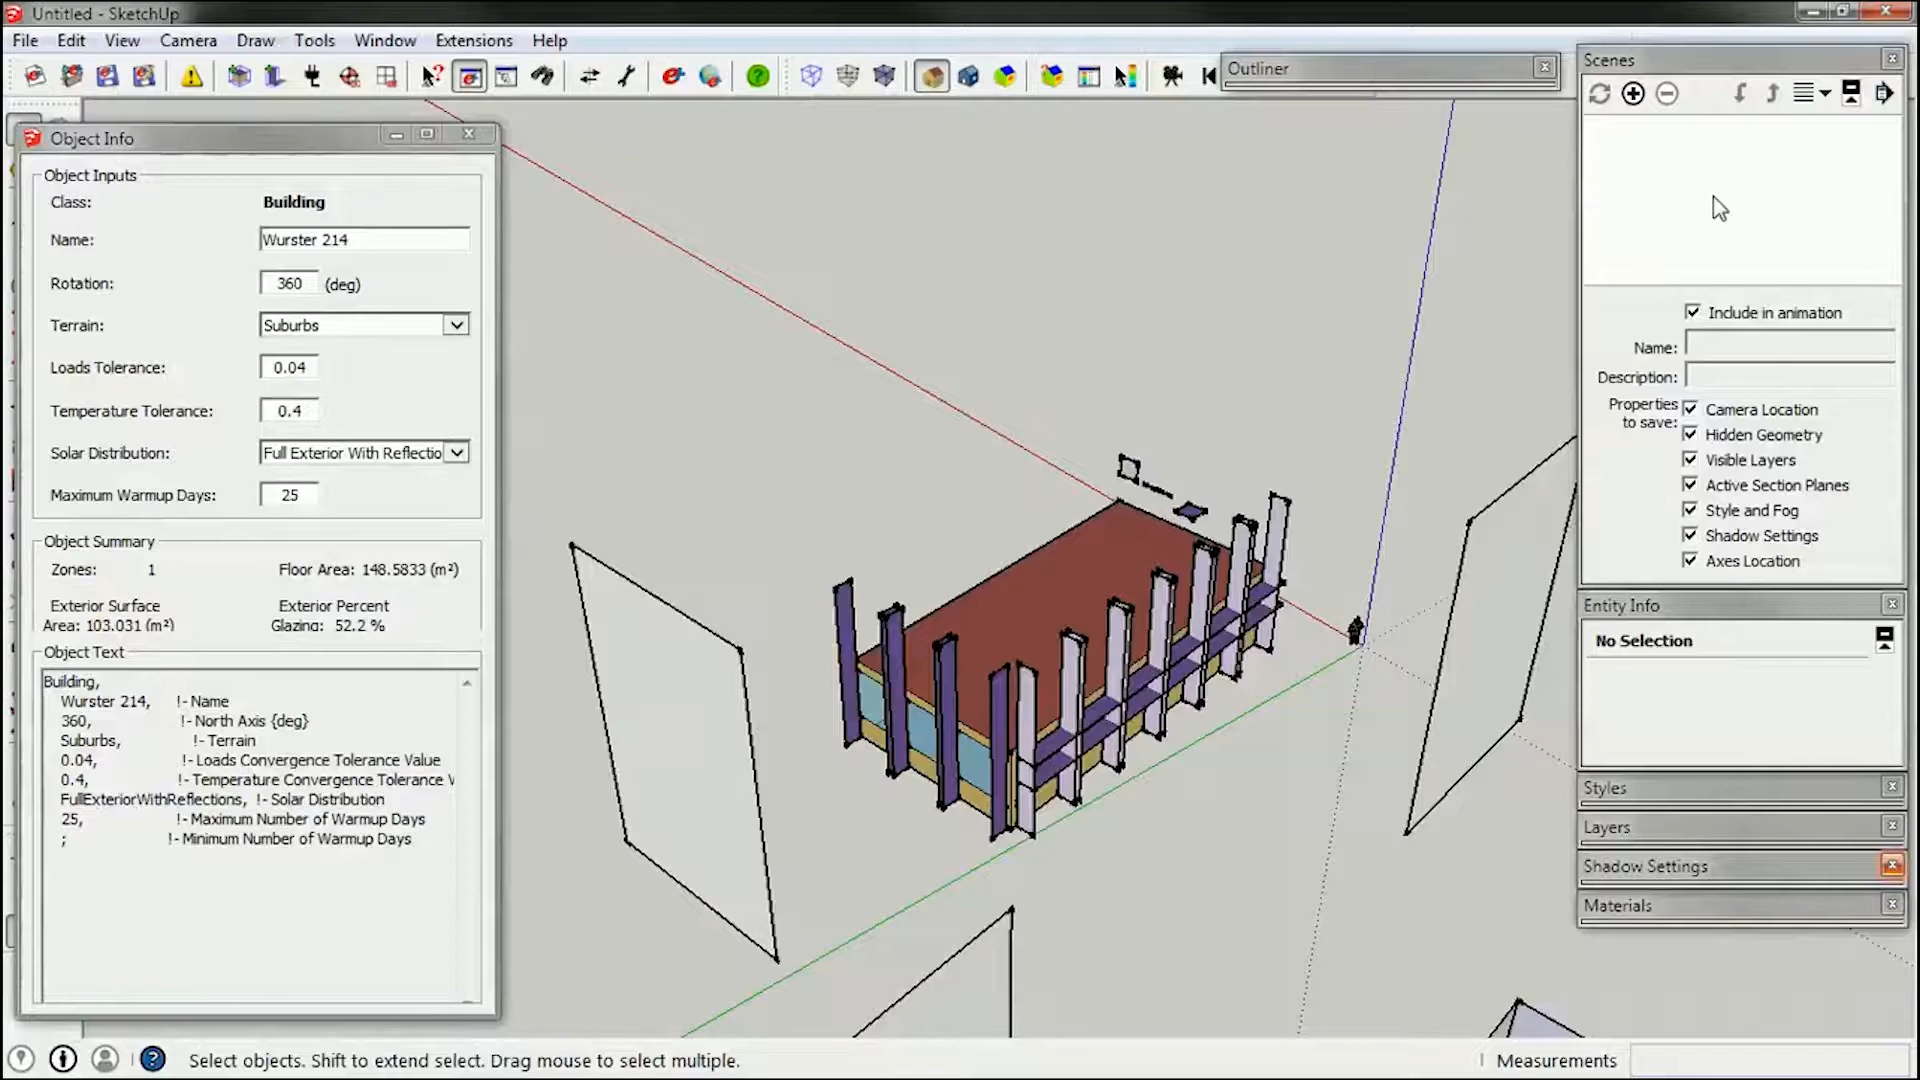 Untitled - SketchUp
File Edit View Camera Draw Tools Window Extensions Help
Outliner
Scenes
Object Info
Object Inputs
Class: Building
Name: Wurster 214
Rotation: 360 (deg)
Terrain: Suburbs
Loads Tolerance: 0.04
Temperature Tolerance: 0.4
Solar Distribution: Full Exterior With Reflectio
Maximum Warmup Days: 25
Object Summary
Zones: 1 Floor Area: 148.5833 (m²)
Exterior Surface Exterior Percent
Area: 103.031 (m²) Glazing: 52.2 %
Object Text
Building,
Wurster 214, !- Name
360, !- North Axis {deg}
Suburbs, !- Terrain
0.04, !- Loads Convergence Tolerance Value
0.4, !- Temperature Convergence Tolerance V
FullExteriorWithReflections, !- Solar Distribution
25, !- Maximum Number of Warmup Days
; !- Minimum Number of Warmup Days
Include in animation
Name:
Description:
Properties
to save:
Camera Location
Hidden Geometry
Visible Layers
Active Section Planes
Style and Fog
Shadow Settings
Axes Location
Entity Info
No Selection
Styles
Layers
Shadow Settings
Materials
Select objects. Shift to extend select. Drag mouse to select multiple.
Measurements